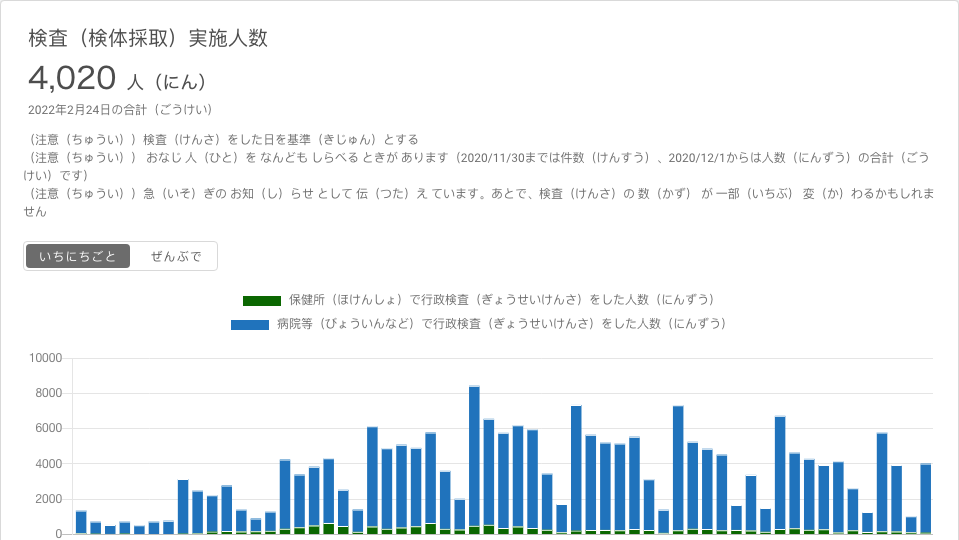 検査（検体採取）実施人数
4,020 人（にん）
2022年2月24日の合計（ごうけい）
（注意（ちゅうい））検査（けんさ）をした日を基準（きじゅん）とする
（注意（ちゅうい）） おなじ 人（ひと）を なんども しらべる ときが あります（2020/11/30までは件数（けんすう）、2020/12/1からは人数（にんずう）の合計（ごう
けい）です）
（注意（ちゅうい））急（いそ）ぎの お知（し）らせ として 伝（つた）え ています。あとで、検査（けんさ）の 数（かず） が 一部（いちぶ） 変（か）わるかもしれま
せん
いちにちごと ぜんぶで
保健所（ほけんしょ）で行政検査（ぎょうせいけんさ）をした人数（にんずう）
病院等（びょういんなど）で行政検査（ぎょうせいけんさ）をした人数（にんずう）
10000
8000
6000
4000
2000
0